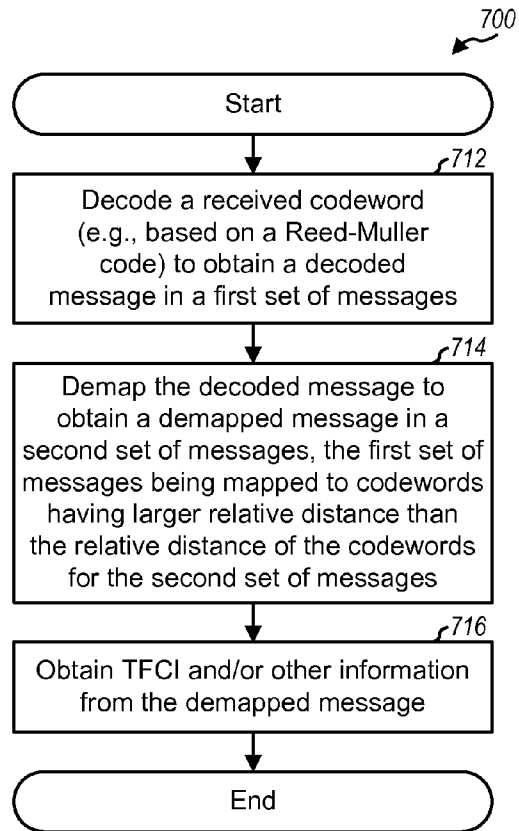 700
Start
712
Decode a received codeword
(e.g., based on a Reed-Muller
code) to obtain a decoded
message in a first set of messages
714
Demap the decoded message to
obtain a demapped message in a
second set of messages, the first set of
messages being mapped to codewords
having larger relative distance than
the relative distance of the codewords
for the second set of messages
716
Obtain TFCI and/or other information
from the demapped message
End